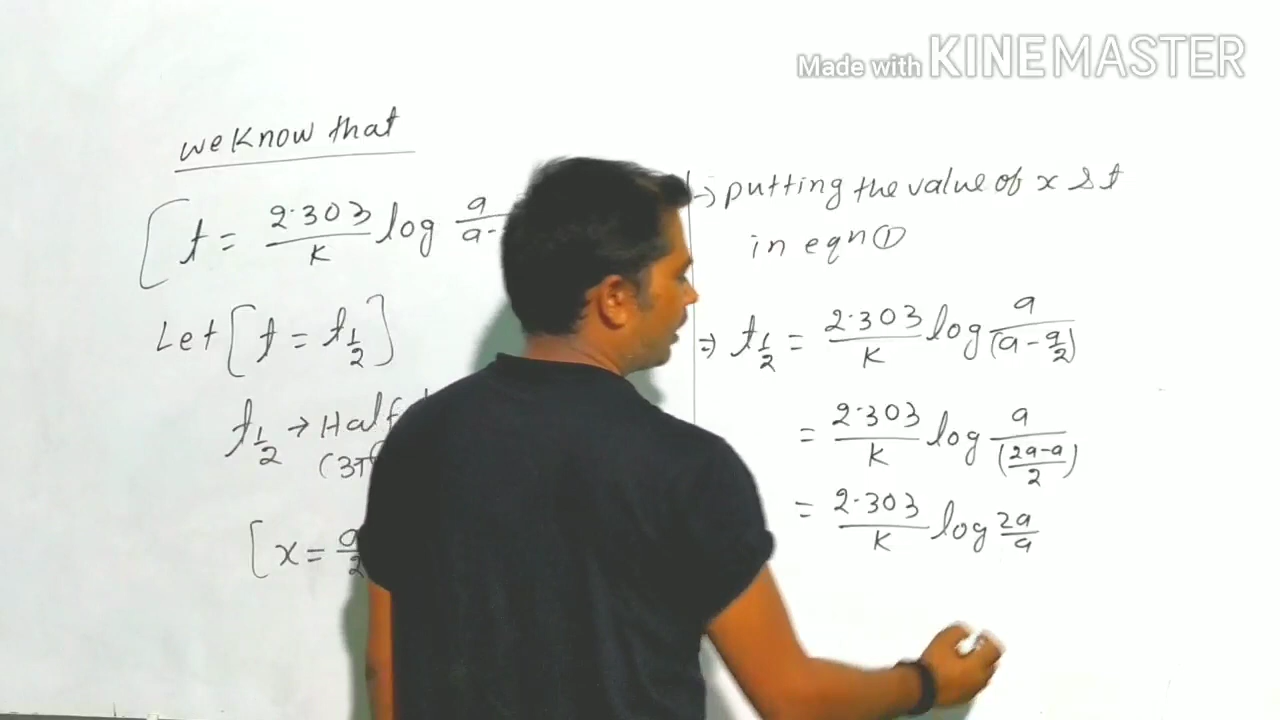 Made with KINEMASTER
we know that
t = 2.303/K log a/a-
Let [t = t1/2]
t1/2 → Half
[x = a/2
→ putting the value of x & t
in eqn ①
⇒ t1/2 = 2.303/K log a/(a - a/2)
= 2.303/K log a/((2a-a)/2)
= 2.303/K log 2a/a